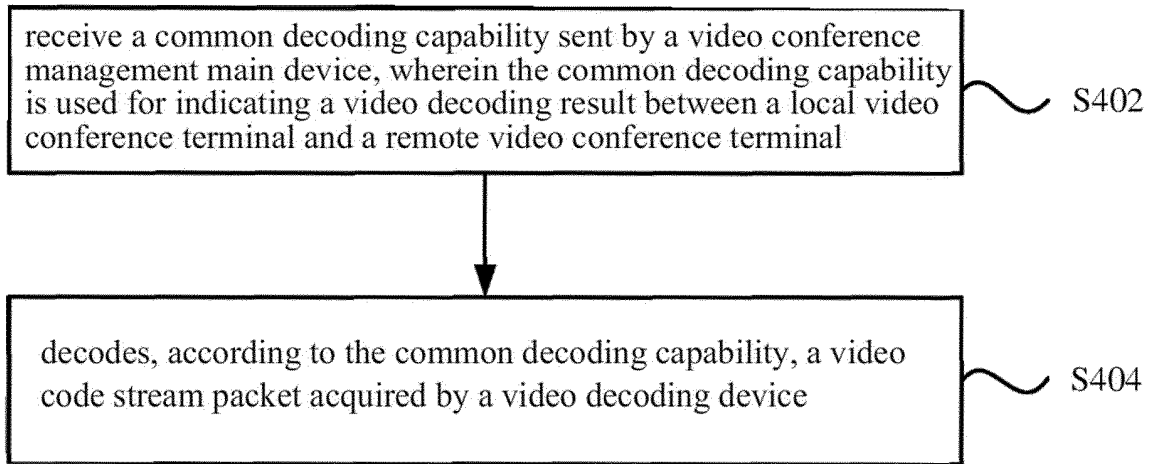 receive a common decoding capability sent by a video conference
management main device, wherein the common decoding capability
is used for indicating a video decoding result between a local video
conference terminal and a remote video conference terminal
S402
decodes, according to the common decoding capability, a video
code stream packet acquired by a video decoding device
S404